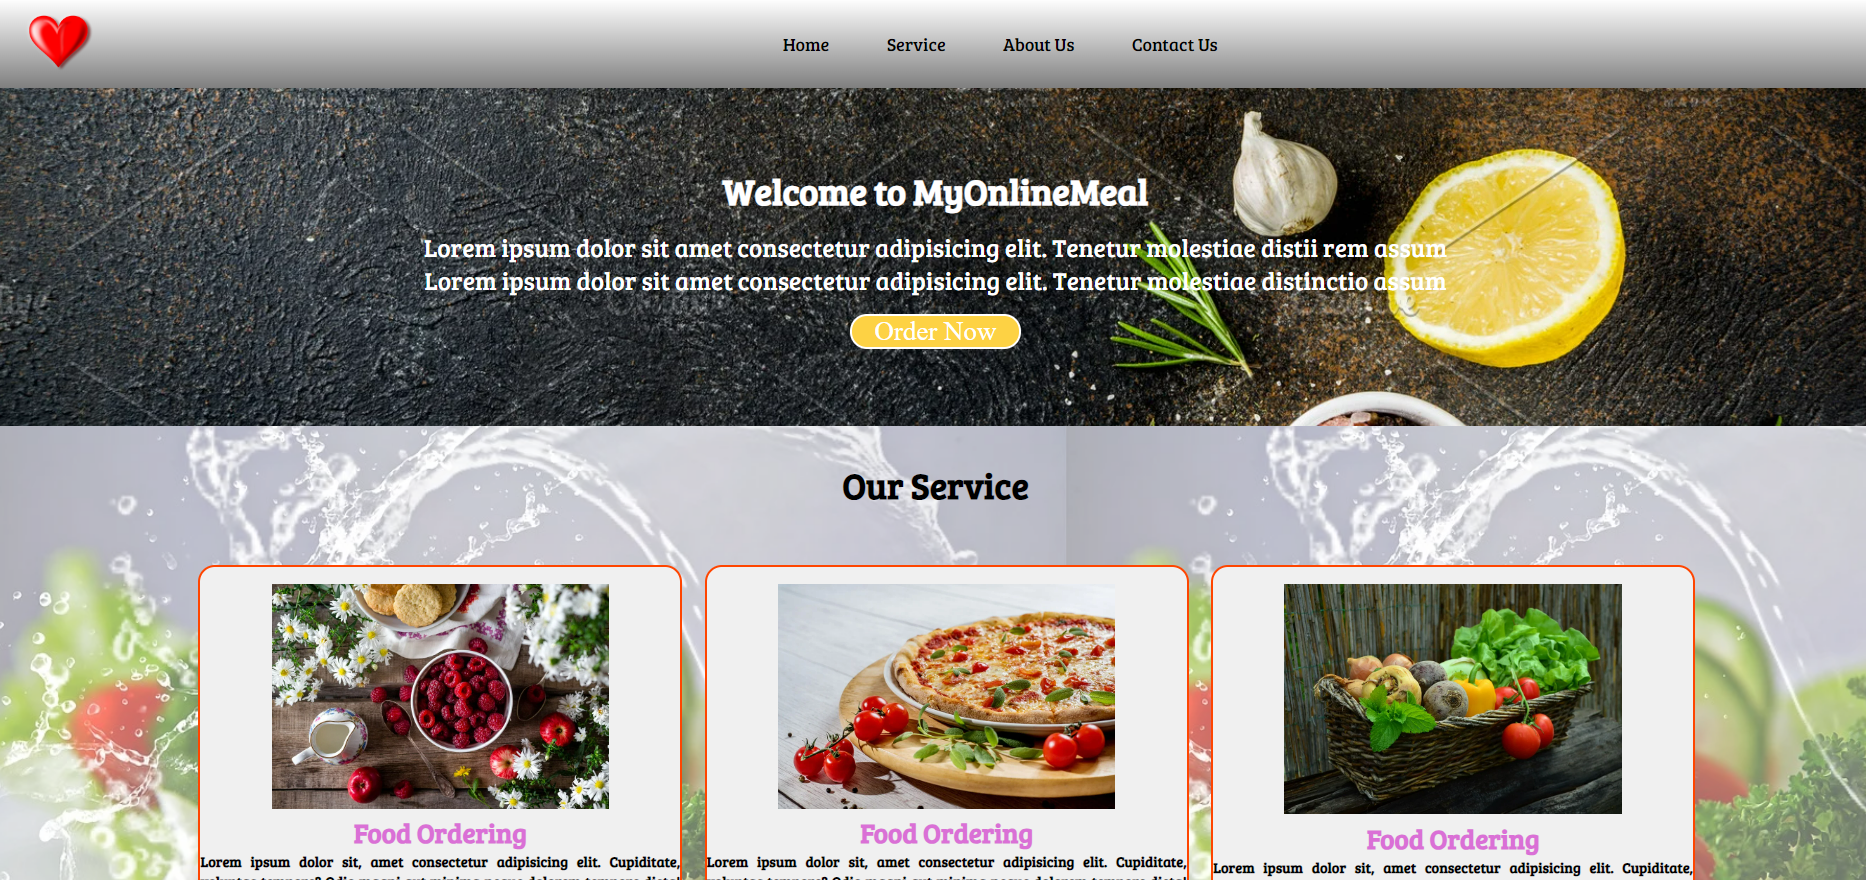 Home Service About Us Contact Us
Welcome to MyOnlineMeal
Lorem ipsum dolor sit amet consectetur adipisicing elit. Tenetur molestiae distii rem assum
Lorem ipsum dolor sit amet consectetur adipisicing elit. Tenetur molestiae distinctio assum
Order Now
Our Service
Food Ordering
Lorem ipsum dolor sit, amet consectetur adipisicing elit. Cupiditate,
Food Ordering
Lorem ipsum dolor sit, amet consectetur adipisicing elit. Cupiditate,
Food Ordering
Lorem ipsum dolor sit, amet consectetur adipisicing elit. Cupiditate,